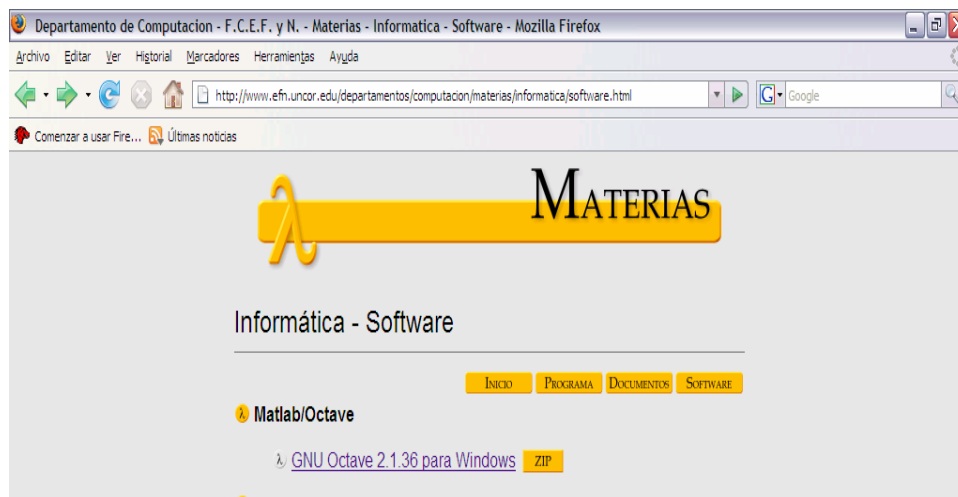 Departamento de Computacion - F.C.E.F. y N. - Materias - Informatica - Software - Mozilla Firefox
Archivo Editar Ver Historial Marcadores Herramientas Ayuda
http://www.efn.uncor.edu/departamentos/computacion/materias/informatica/software.html G Google
Comenzar a usar Fire... Últimas noticias
λ MATERIAS
Informática - Software
INICIO PROGRAMA DOCUMENTOS SOFTWARE
λ Matlab/Octave
λ GNU Octave 2.1.36 para Windows ZIP